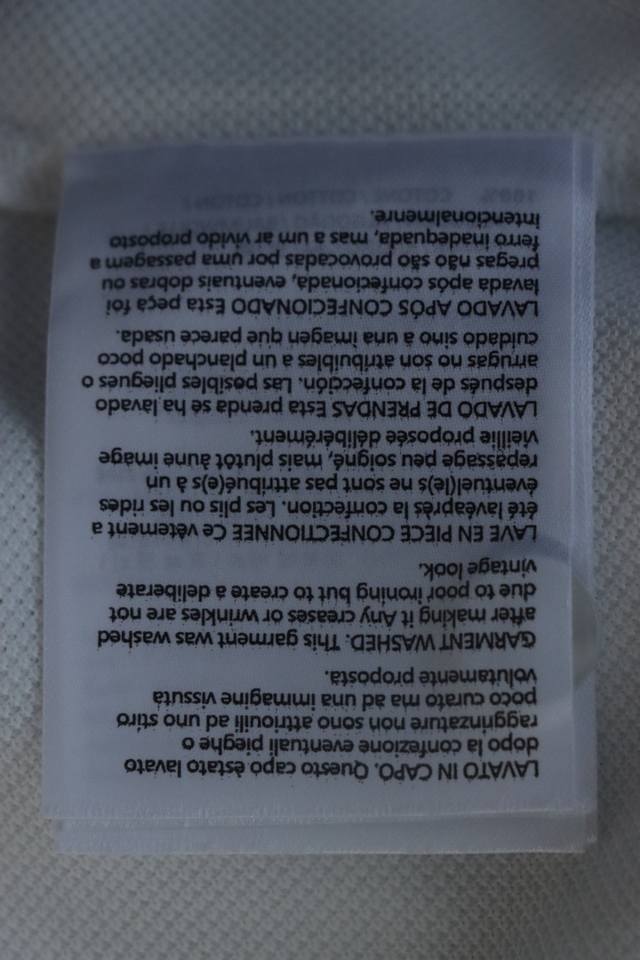 LAVATO IN CAPO. Questo capo èstato lavato
dopo la confezione eventuali pieghe o
raggrinzature non sono attriouili ad uno stiro
poco curato ma ad una immagine vissuta
volutamente proposta.
GARMENT WASHED. This garment was washed
after making it Any creases or wrinkles are not
due to poor ironing but to create a deliberate
vintage look.
LAVE EN PIECE CONFECTIONNEE Ce vêtement a
été lavéaprès la confection. Les plis ou les rides
éventuel(le)s ne sont pas attribué(e)s à un
repassage peu soigné, mais plutôt àune image
vieillie proposée délibérément.
LAVADO DE PRENDAS Esta prenda se ha lavado
después de la confección. Las posibles pliegues o
arrugas no son atribuibles a un planchado poco
cuidado sino a una imagen que parece usada.
LAVADO APÓS CONFECIONADO Esta peça foi
lavada após confecionada, eventuais dobras ou
pregas não são provocadas por uma passagem a
ferro inadequada, mas a um ar vivido proposto
intencionalmenre.